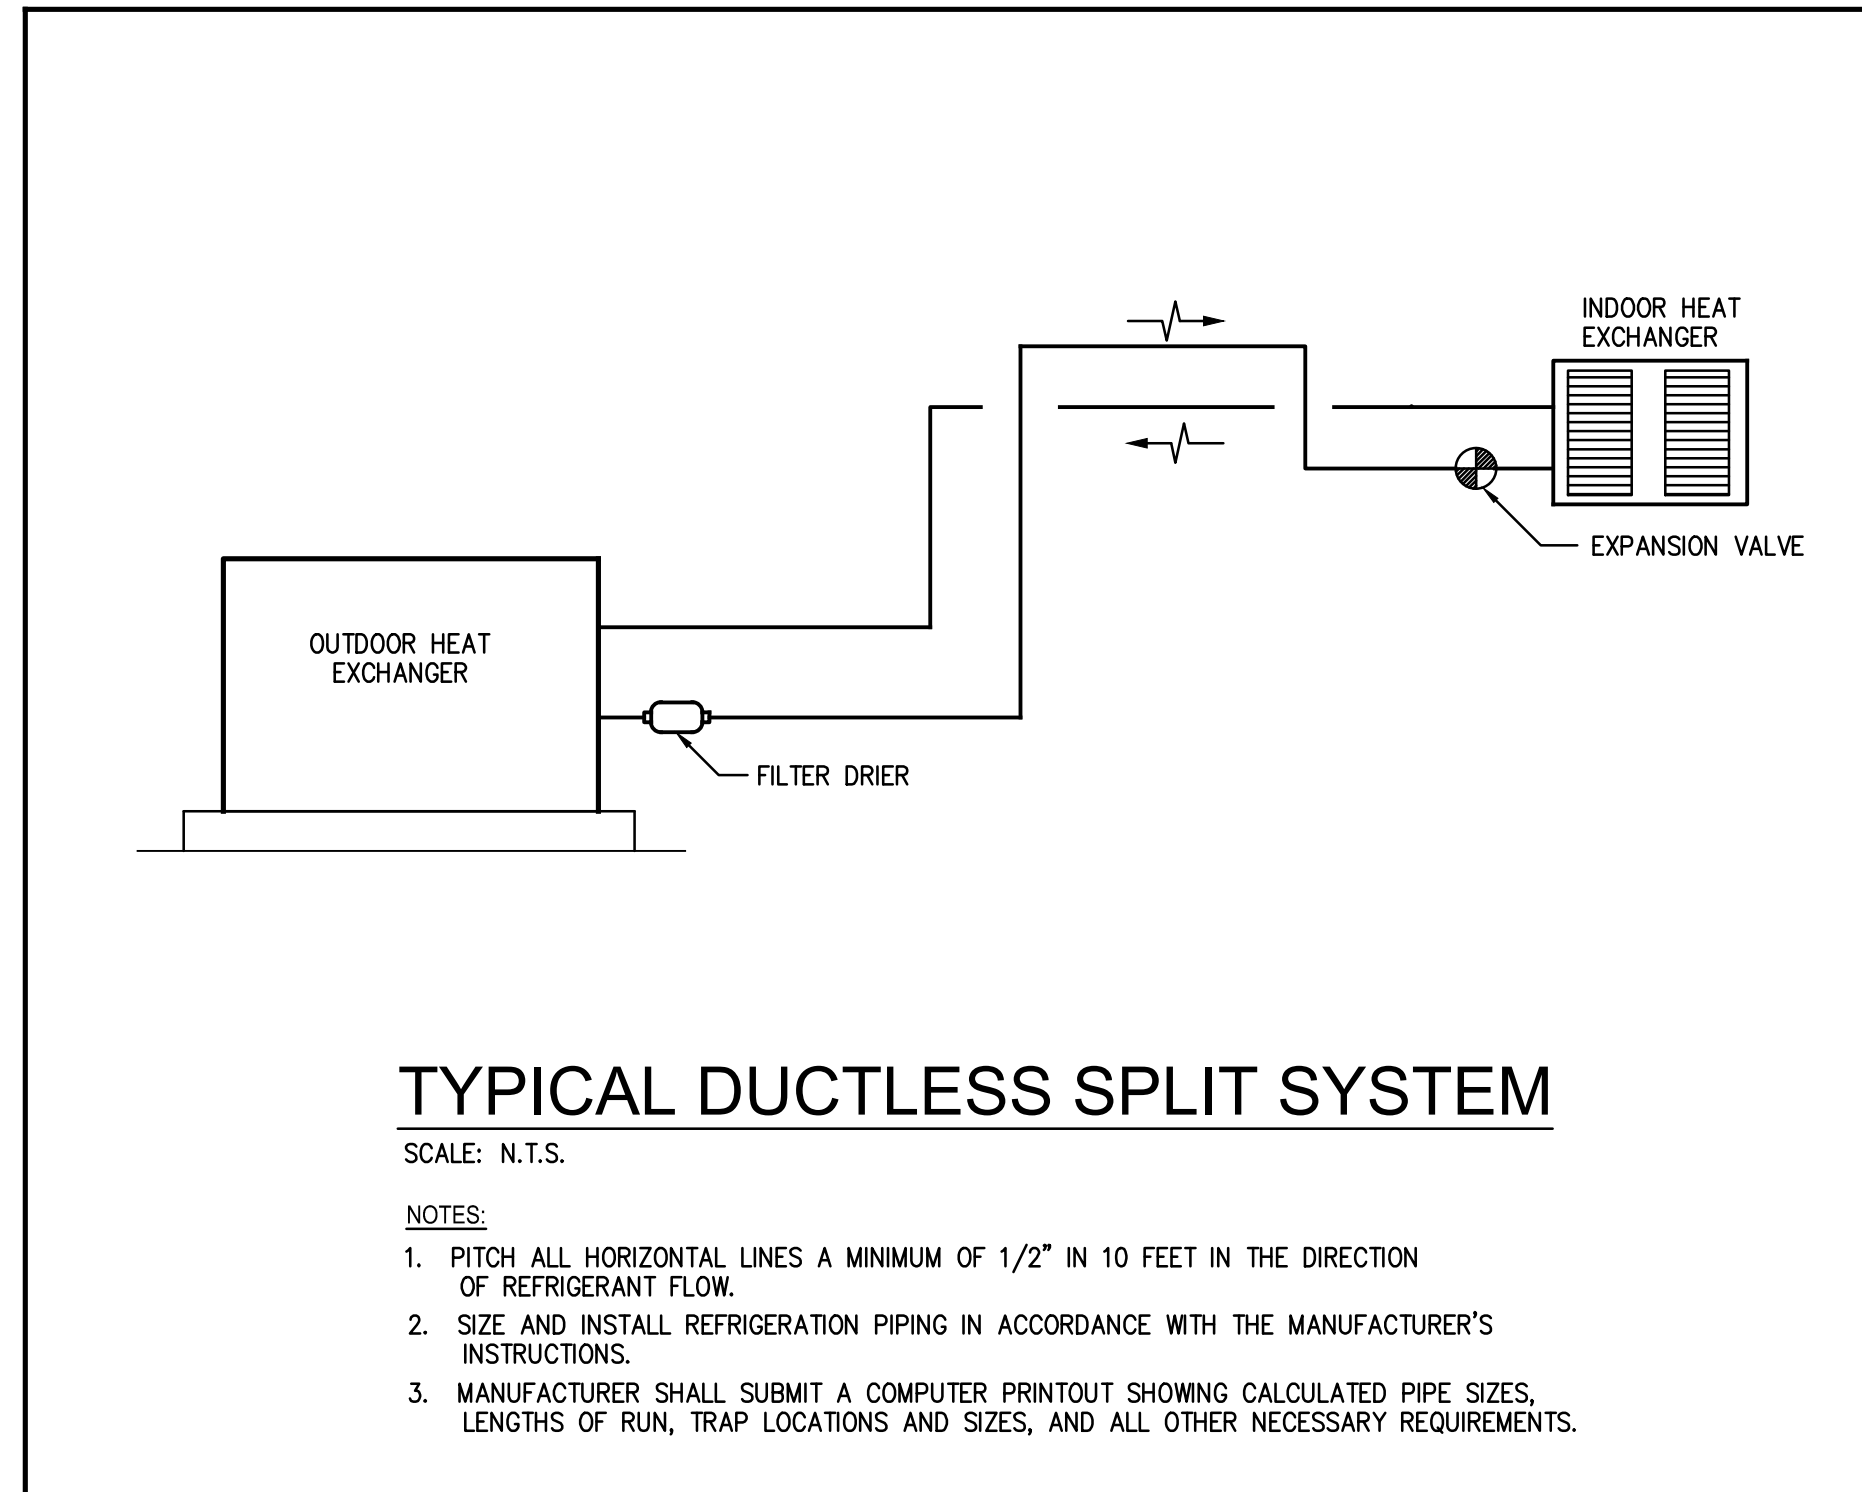 INDOOR HEAT
EXCHANGER
EXPANSION VALVE
OUTDOOR HEAT
EXCHANGER
FILTER DRIER
TYPICAL DUCTLESS SPLIT SYSTEM
SCALE: N.T.S.
NOTES:
1. PITCH ALL HORIZONTAL LINES A MINIMUM OF 1/2" IN 10 FEET IN THE DIRECTION
OF REFRIGERANT FLOW.
2. SIZE AND INSTALL REFRIGERATION PIPING IN ACCORDANCE WITH THE MANUFACTURER'S
INSTRUCTIONS.
3. MANUFACTURER SHALL SUBMIT A COMPUTER PRINTOUT SHOWING CALCULATED PIPE SIZES,
LENGTHS OF RUN, TRAP LOCATIONS AND SIZES, AND ALL OTHER NECESSARY REQUIREMENTS.